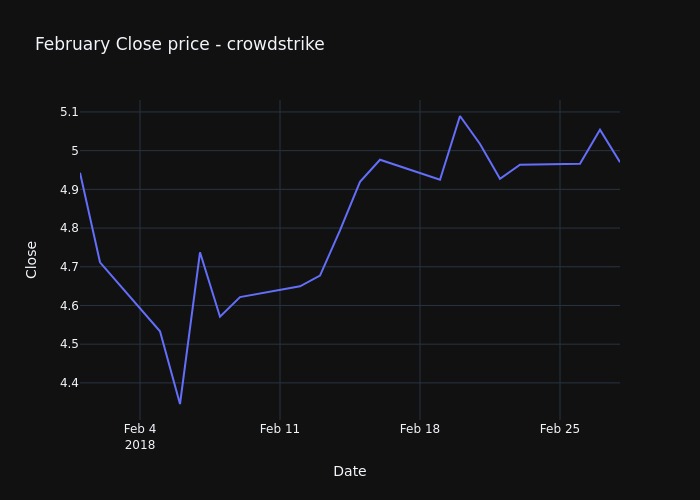 February Close price - crowdstrike
5.1
5
4.9
4.8
4.7
4.6
4.5
4.4
Close
Feb 4
2018
Feb 11
Feb 18
Feb 25
Date